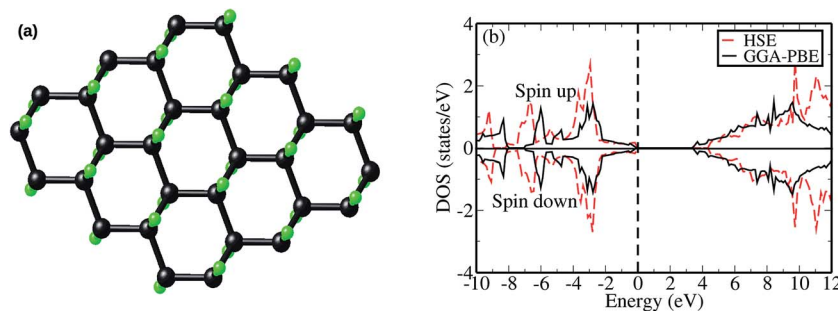 (a)
(b)
HSE
GGA-PBE
Spin up
Spin down
DOS (states/eV)
4
2
0
-2
-4
-10 -8 -6 -4 -2 0 2 4 6 8 10 12
Energy (eV)